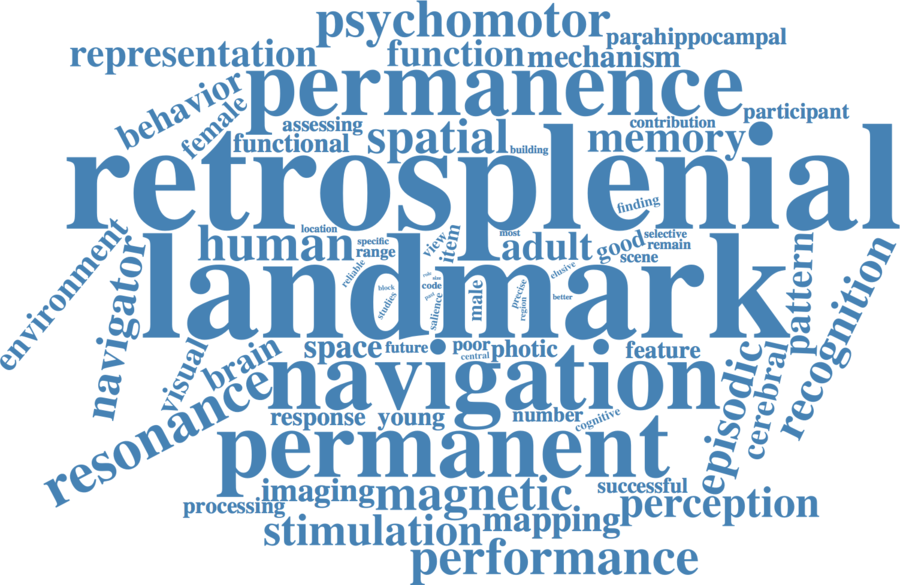 psychomotor
parahippocampal
representation
function
mechanism
permanence
behavior
female
assessing
participant
contribution
functional
spatial
building
memory
retrosplenial
finding
location
most
selective
human
specific
range
view
item
adult
good
remain
scene
environment
navigator
landmark
pattern
recognition
reliable
block
studies
role
size
code
past
salience
male
precise
region
elusive
better
visual
brain
space
future
poor
central
photic
feature
resonance
navigation
episodic
cerebral
response
young
number
cognitive
permanent
imaging
magnetic
successful
processing
perception
stimulation
mapping
performance